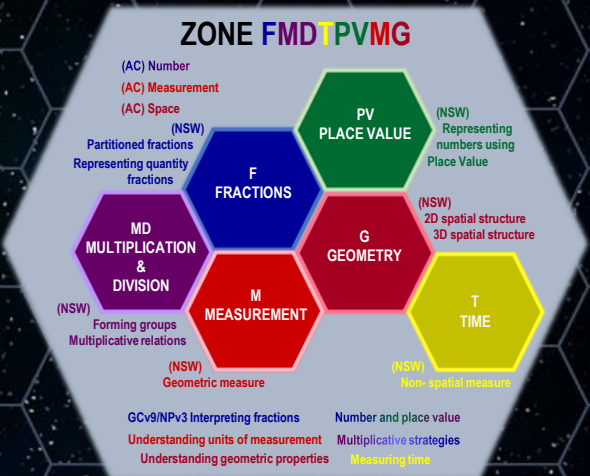 ZONE FMDTPVMG
(AC) Number
(AC) Measurement
(AC) Space
PV
PLACE VALUE
(NSW)
Representing
numbers using
Place Value
(NSW)
Partitioned fractions
Representing quantity
fractions
F
FRACTIONS
(NSW)
2D spatial structure
3D spatial structure
MD
MULTIPLICATION
&
DIVISION
G
GEOMETRY
M
MEASUREMENT
T
TIME
(NSW)
Forming groups
Multiplicative relations
(NSW)
Geometric measure
(NSW)
Non- spatial measure
GCv9/NPv3 Interpreting fractions
Number and place value
Understanding units of measurement
Multiplicative strategies
Understanding geometric properties
Measuring time